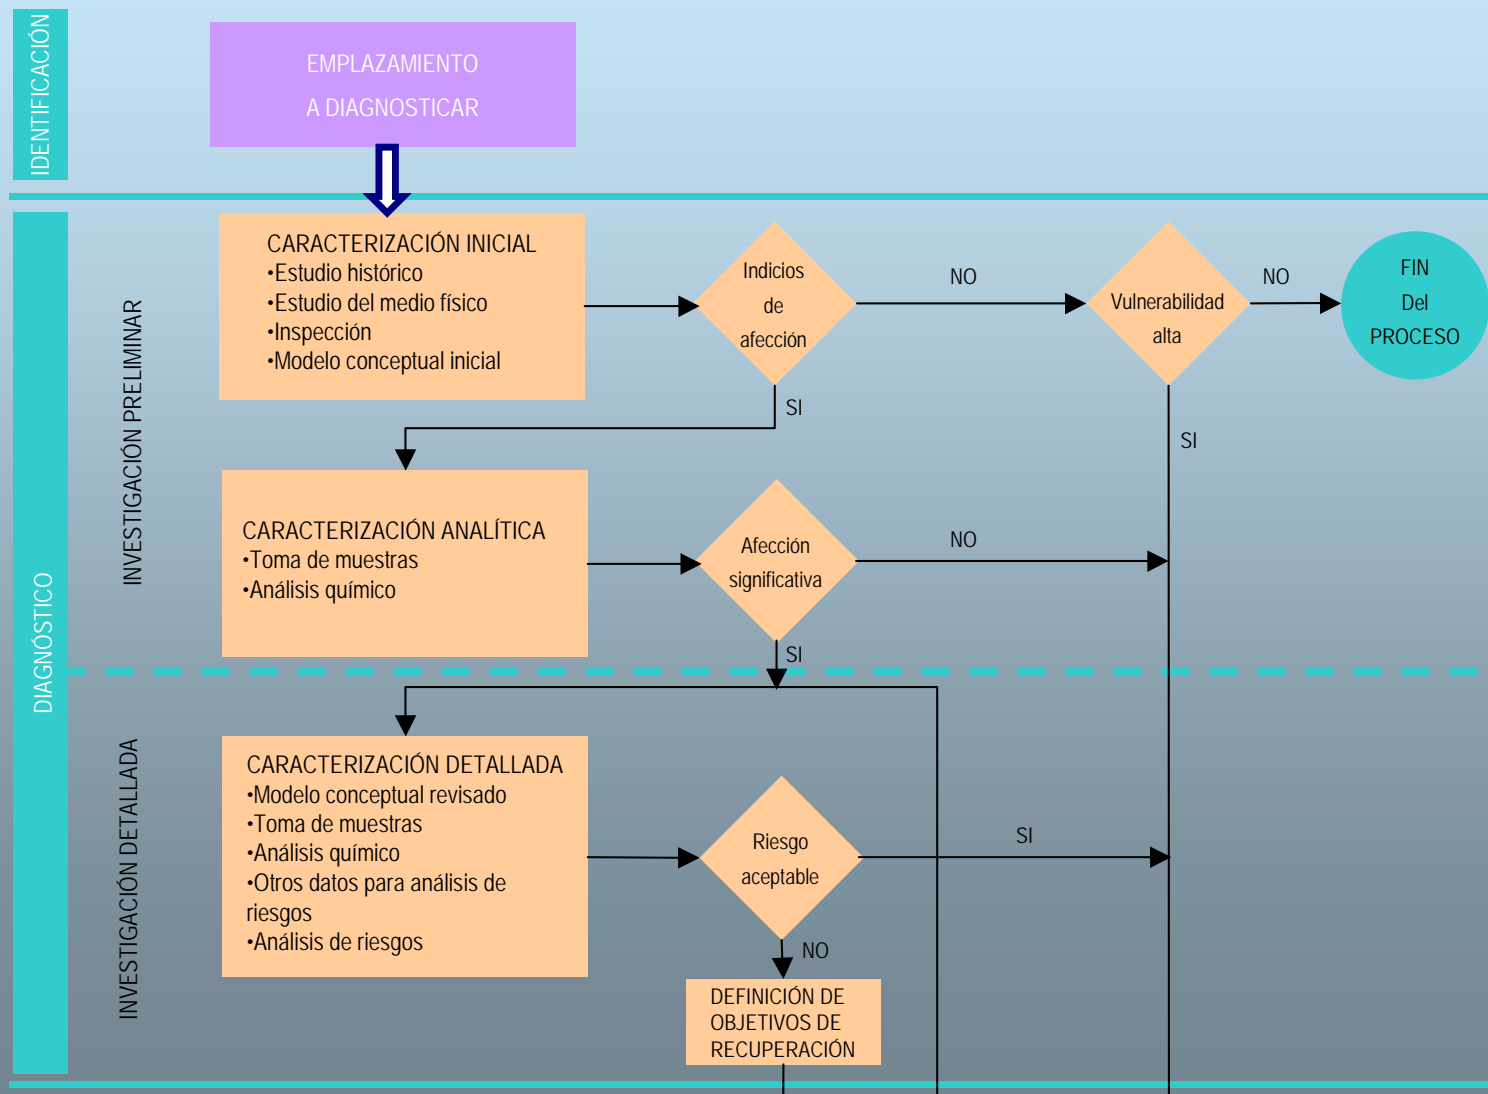 IDENTIFICACIÓN
EMPLAZAMIENTO
A DIAGNOSTICAR
DIAGNÓSTICO
INVESTIGACIÓN PRELIMINAR
CARACTERIZACIÓN INICIAL
•Estudio histórico
•Estudio del medio físico
•Inspección
•Modelo conceptual inicial
Indicios
de
afección
NO
SI
Vulnerabilidad
alta
NO
SI
FIN
Del
PROCESO
CARACTERIZACIÓN ANALÍTICA
•Toma de muestras
•Análisis químico
Afección
significativa
NO
SI
INVESTIGACIÓN DETALLADA
CARACTERIZACIÓN DETALLADA
•Modelo conceptual revisado
•Toma de muestras
•Análisis químico
•Otros datos para análisis de
riesgos
•Análisis de riesgos
Riesgo
aceptable
SI
NO
DEFINICIÓN DE
OBJETIVOS DE
RECUPERACIÓN